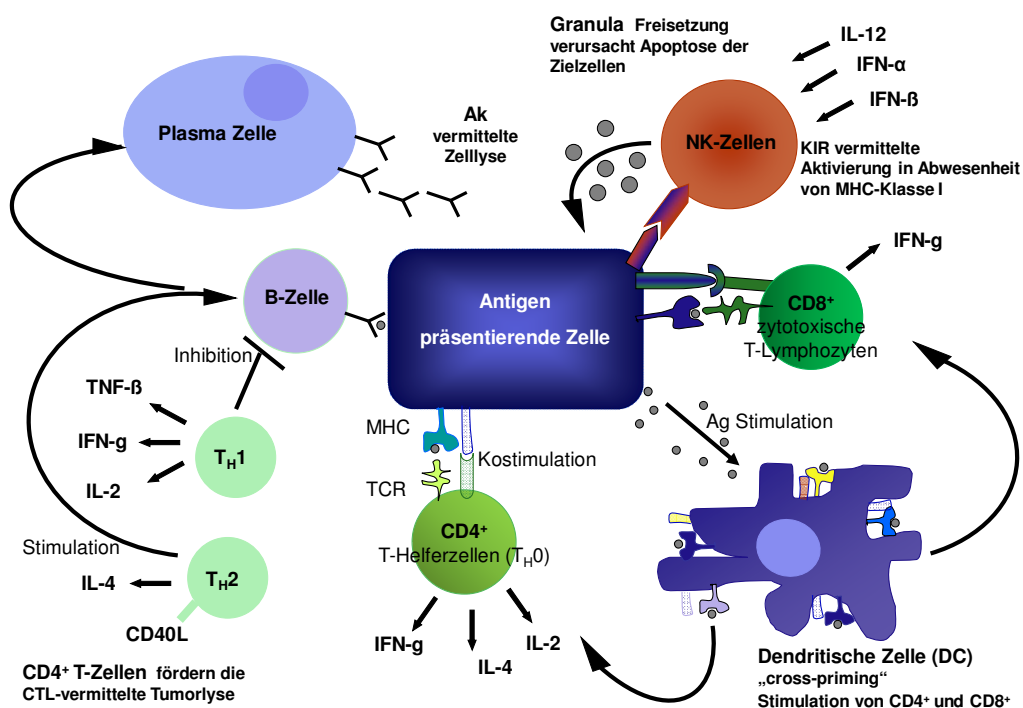 Granula Freisetzung
verursacht Apoptose der
Zielzellen
IL-12
IFN-α
IFN-ß
Plasma Zelle
Ak
vermittelte
Zelllyse
NK-Zellen
KIR vermittelte
Aktivierung in Abwesenheit
von MHC-Klasse I
IFN-g
B-Zelle
Antigen
präsentierende Zelle
CD8⁺
zytotoxische
T-Lymphozyten
Inhibition
TNF-ß
IFN-g
IL-2
TH1
MHC
Kostimulation
TCR
Ag Stimulation
CD4⁺
T-Helferzellen (TH0)
Stimulation
IL-4
TH2
CD40L
IFN-g
IL-4
IL-2
CD4⁺ T-Zellen fördern die
CTL-vermittelte Tumorlyse
Dendritische Zelle (DC)
„cross-priming“
Stimulation von CD4⁺ und CD8⁺